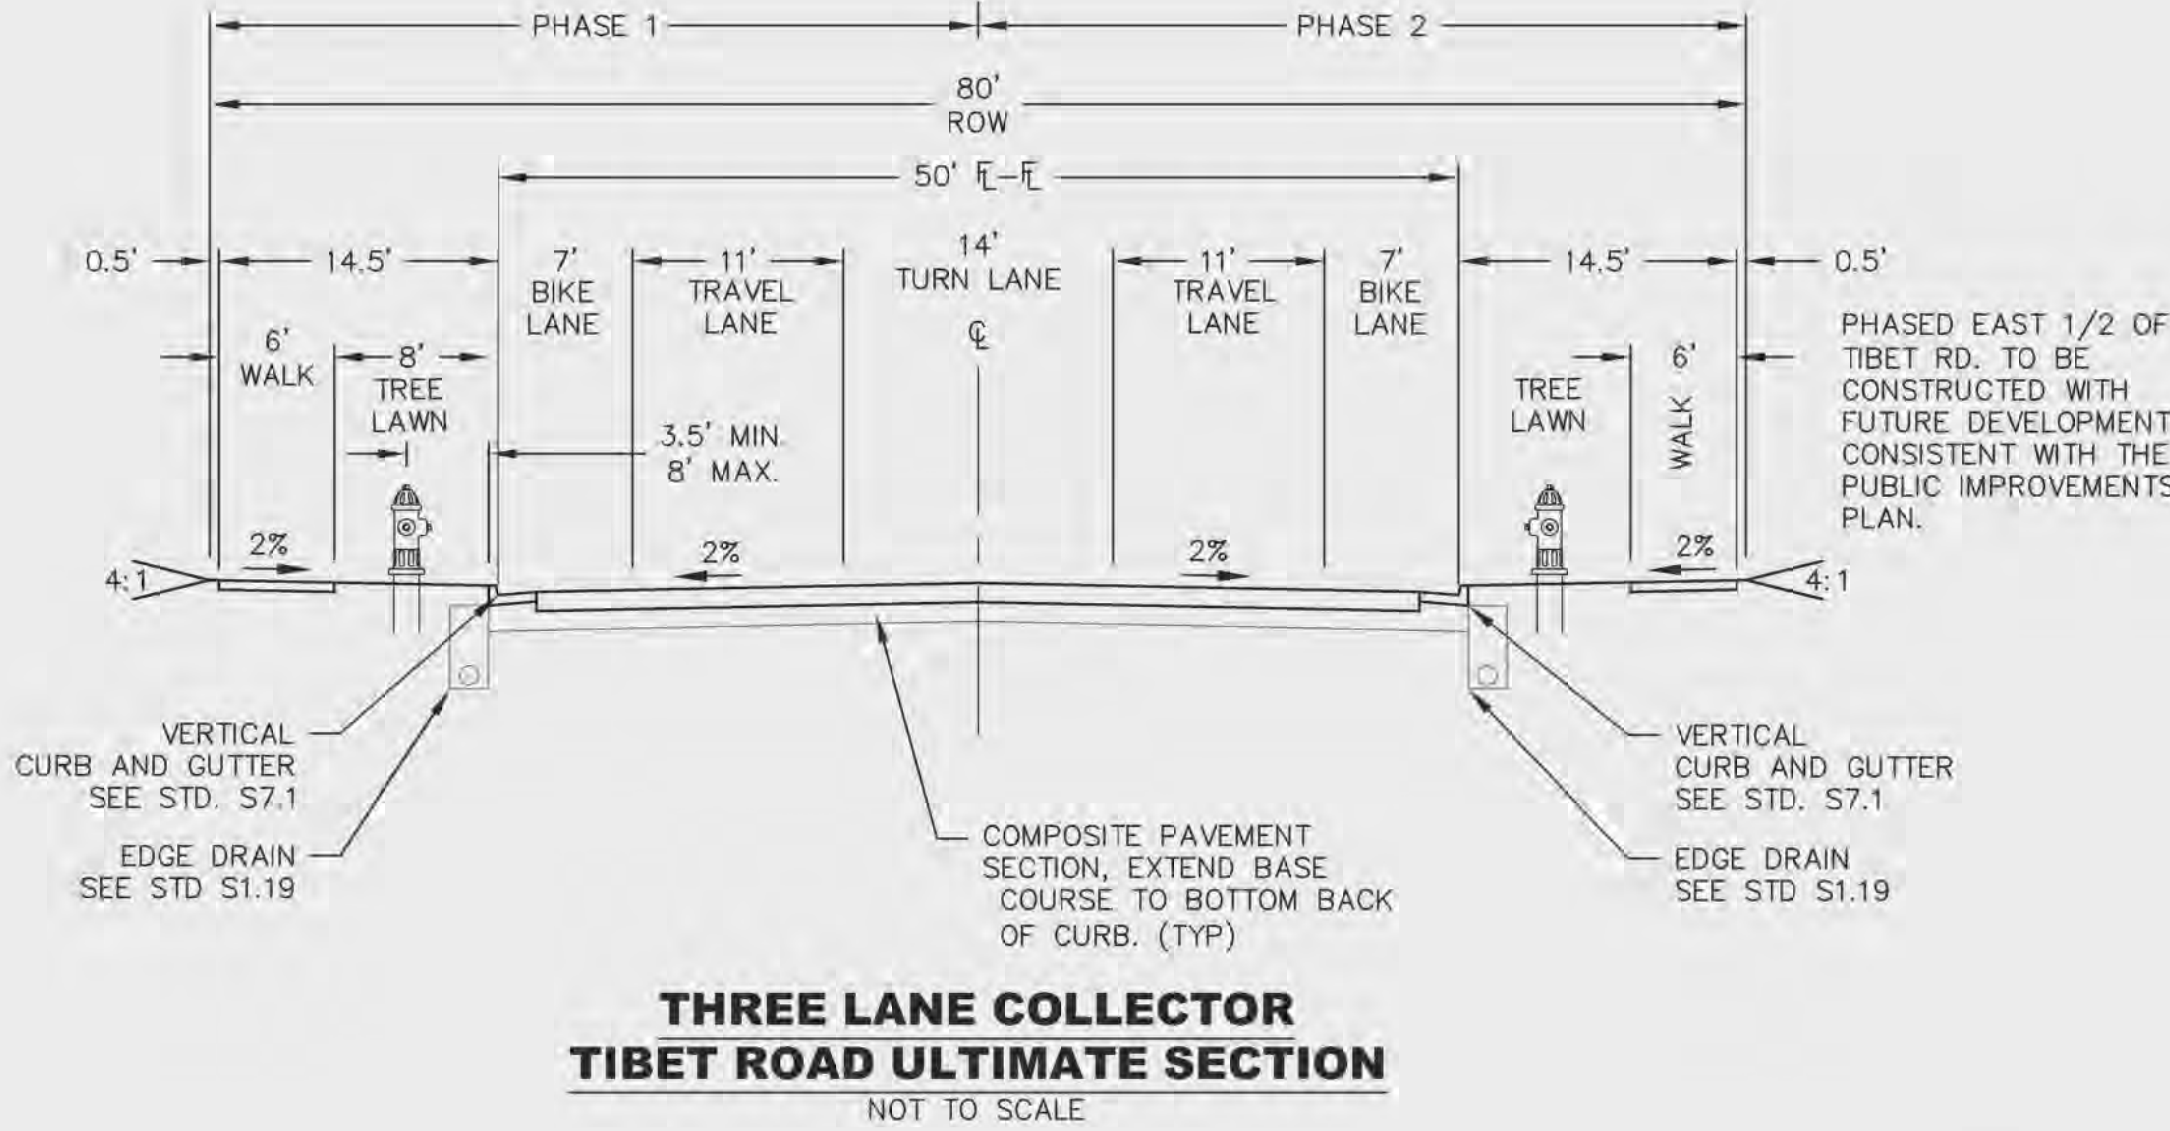 PHASE 1
PHASE 2
80'
ROW
50' FL-FL
0.5'
14.5'
7'
BIKE
LANE
11'
TRAVEL
LANE
14'
TURN LANE
CL
11'
TRAVEL
LANE
7'
BIKE
LANE
14.5'
0.5'
6'
WALK
8'
TREE
LAWN
3.5' MIN.
8' MAX.
TREE
LAWN
6'
WALK
PHASED EAST 1/2 OF
TIBET RD. TO BE
CONSTRUCTED WITH
FUTURE DEVELOPMENT
CONSISTENT WITH THE
PUBLIC IMPROVEMENTS
PLAN.
4:1
2%
2%
2%
2%
4:1
VERTICAL
CURB AND GUTTER
SEE STD. S7.1
EDGE DRAIN
SEE STD S1.19
COMPOSITE PAVEMENT
SECTION, EXTEND BASE
COURSE TO BOTTOM BACK
OF CURB. (TYP)
VERTICAL
CURB AND GUTTER
SEE STD. S7.1
EDGE DRAIN
SEE STD S1.19
THREE LANE COLLECTOR
TIBET ROAD ULTIMATE SECTION
NOT TO SCALE